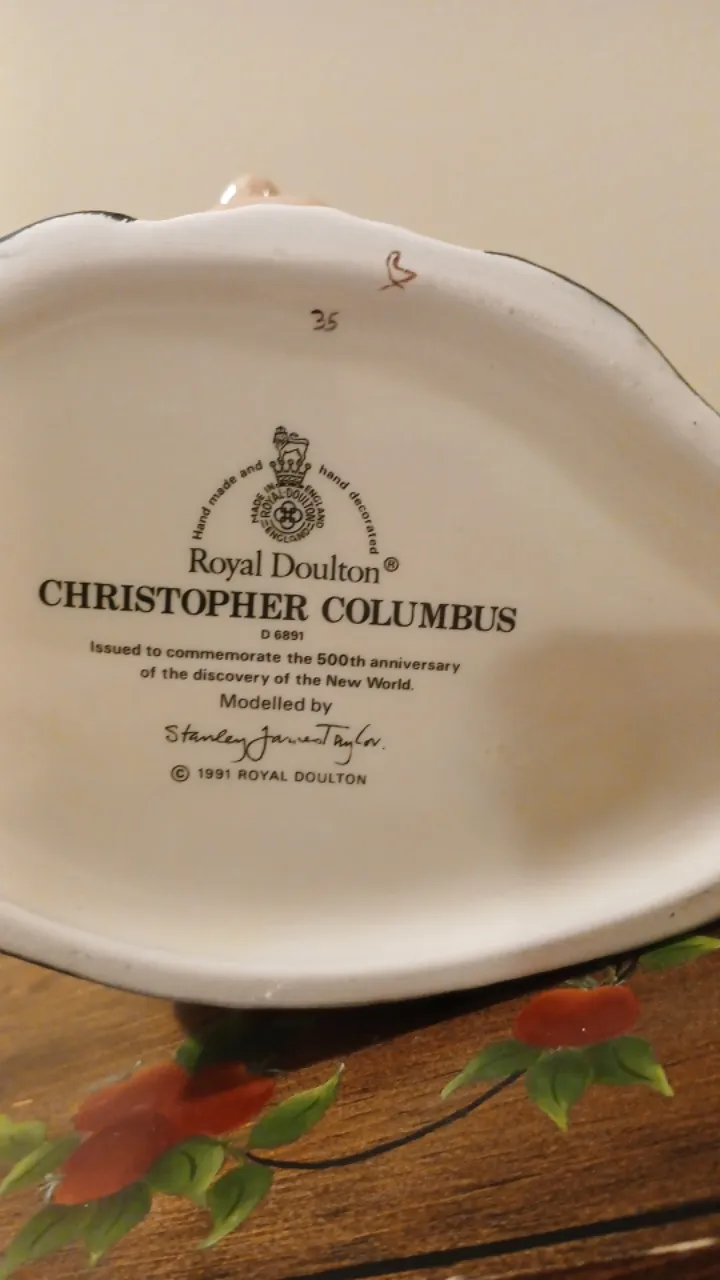 B
35
Hand made and hand decorated
MADE IN ENGLAND
ROYAL·DOULTON
ENGLAND
Royal Doulton®
CHRISTOPHER COLUMBUS
D 6891
Issued to commemorate the 500th anniversary
of the discovery of the New World.
Modelled by
Stanley James Taylor.
© 1991 ROYAL DOULTON